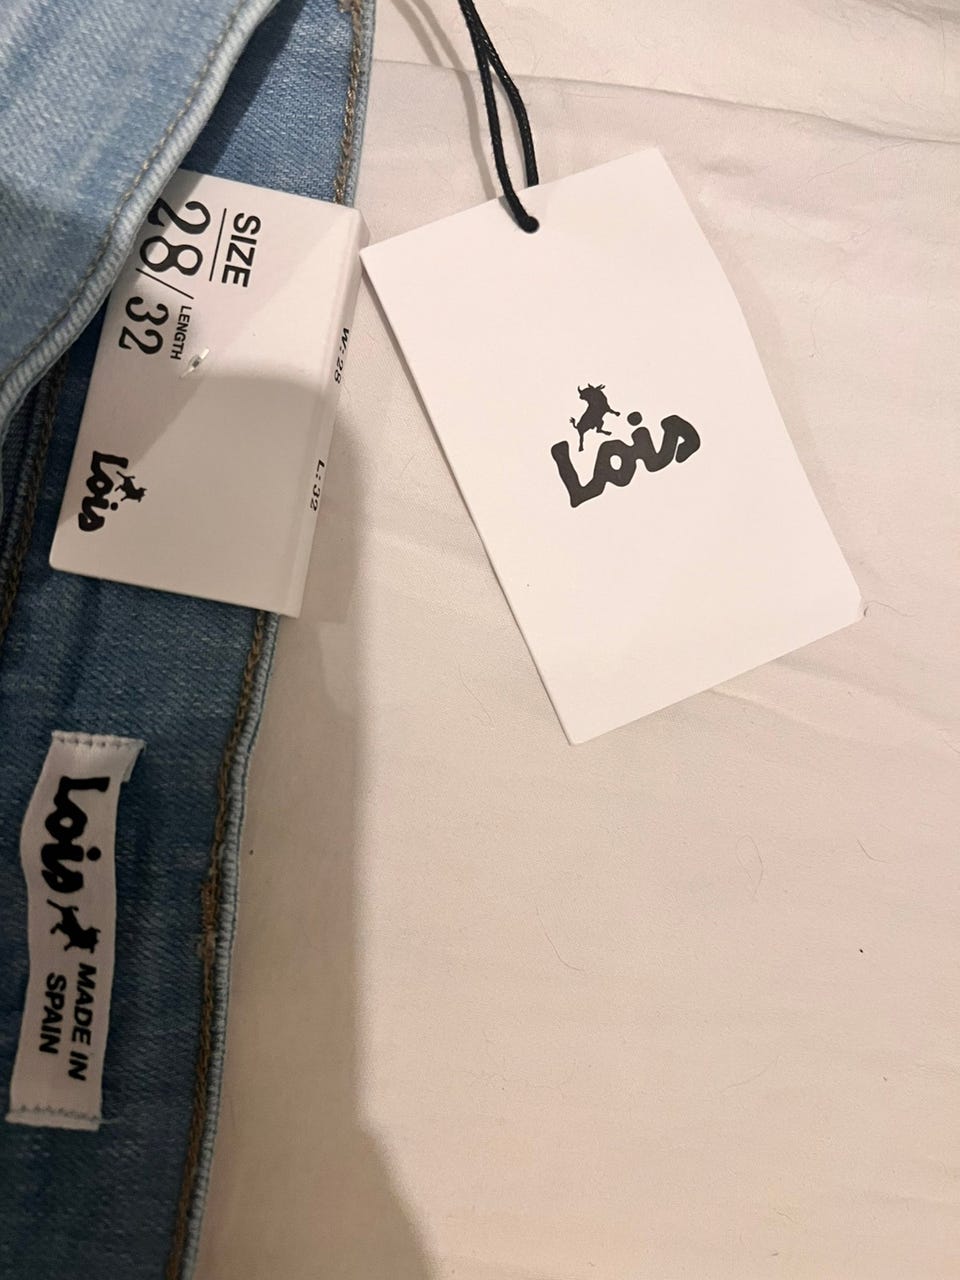 SIZE
28/32
LENGTH
Lois
W: 28
L: 32
Lois
Lois
MADE IN
SPAIN